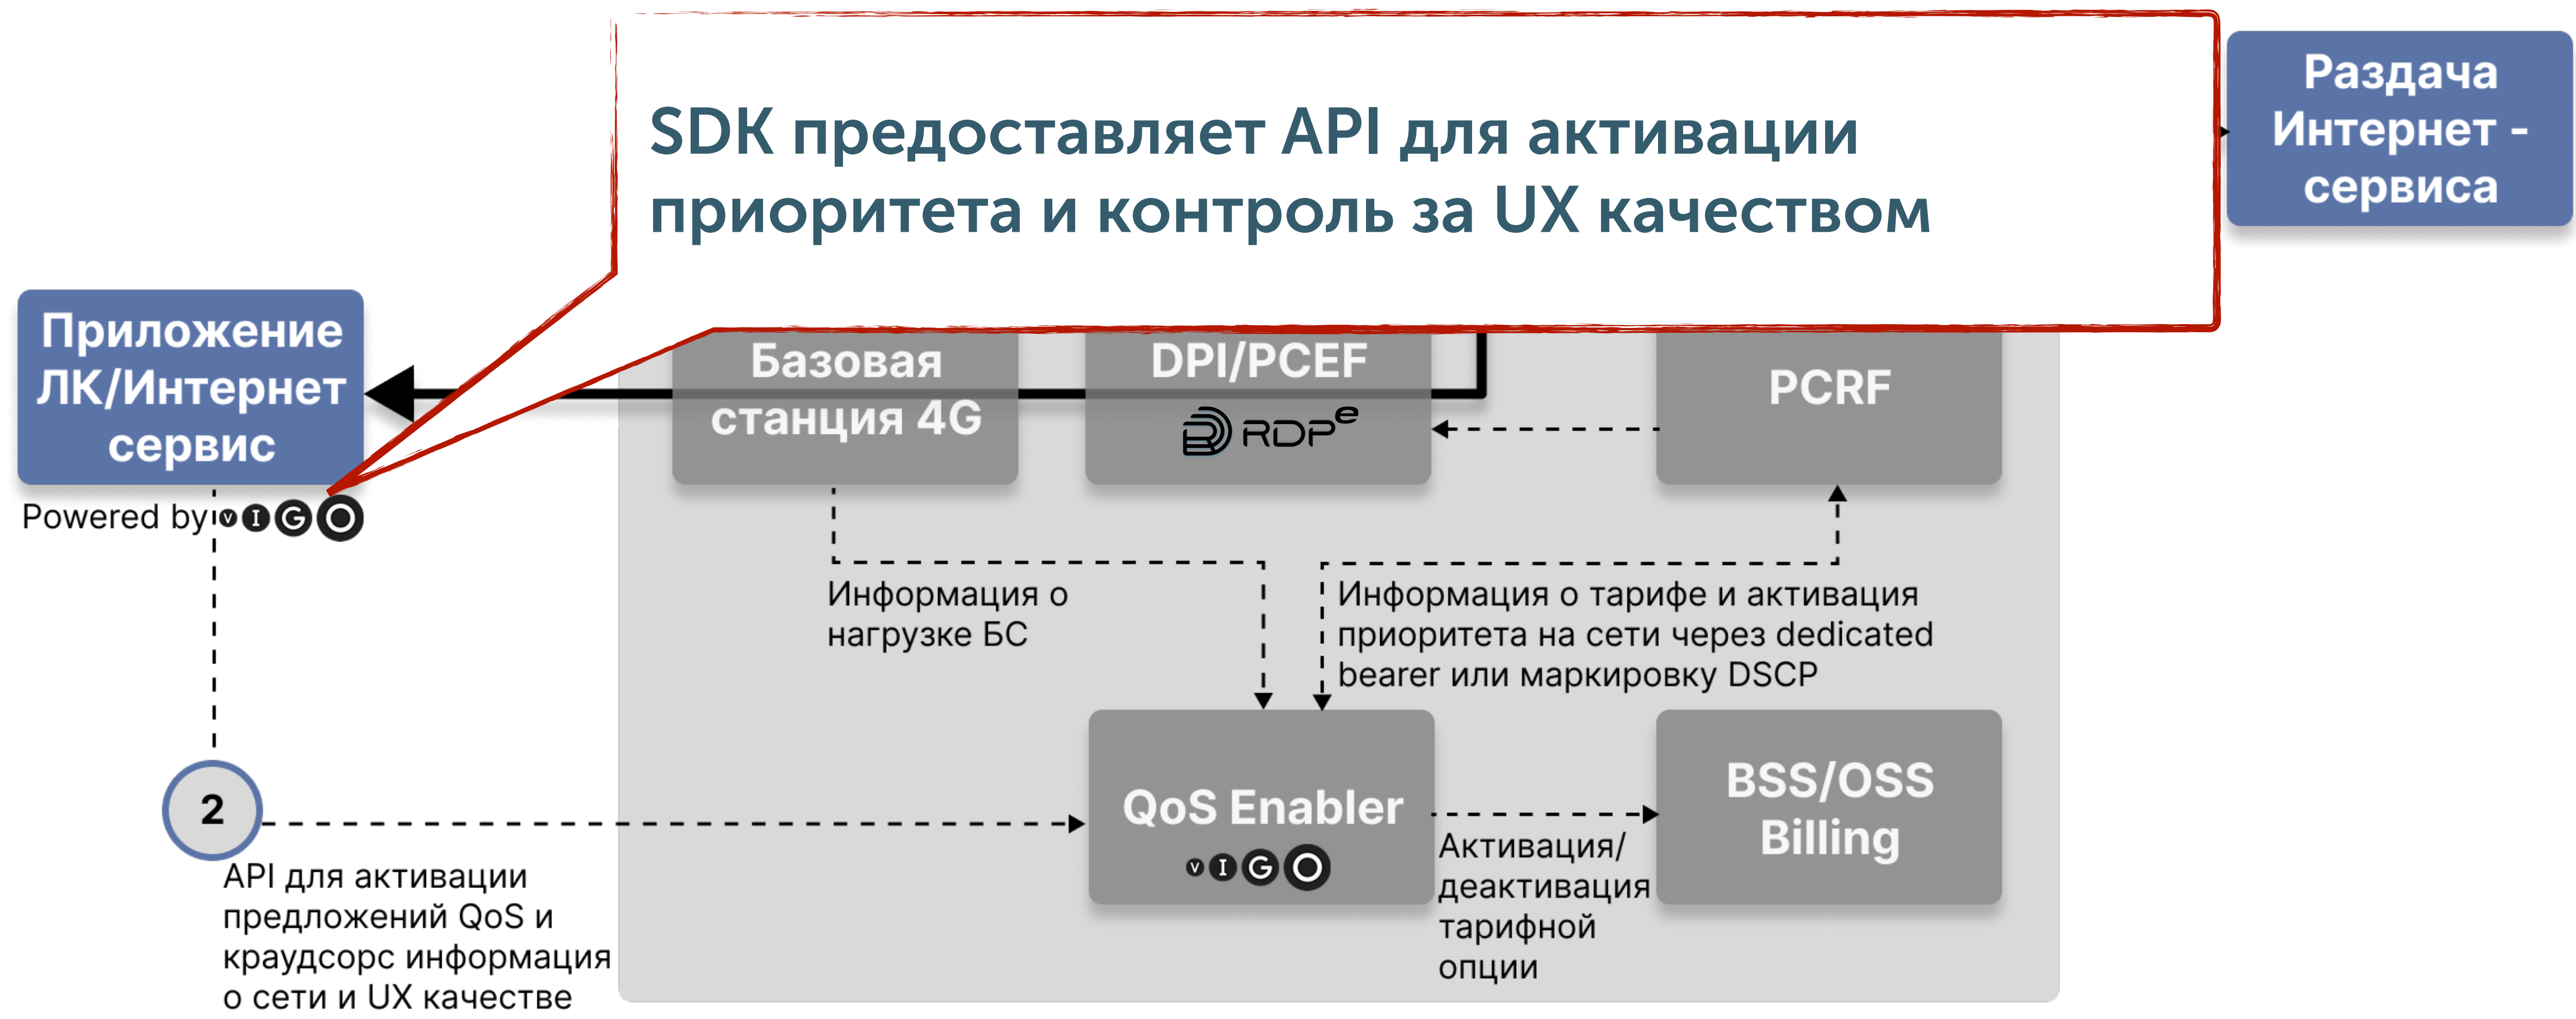 SDK предоставляет API для активации
приоритета и контроль за UX качеством
Раздача
Интернет -
сервиса
Приложение
ЛК/Интернет
сервис
Powered by VIGO
Базовая
станция 4G
DPI/PCEF
RDPe
PCRF
Информация о
нагрузке БС
Информация о тарифе и активация
приоритета на сети через dedicated
bearer или маркировку DSCP
2
API для активации
предложений QoS и
краудсорс информация
о сети и UX качестве
QoS Enabler
VIGO
Активация/
деактивация
тарифной
опции
BSS/OSS
Billing